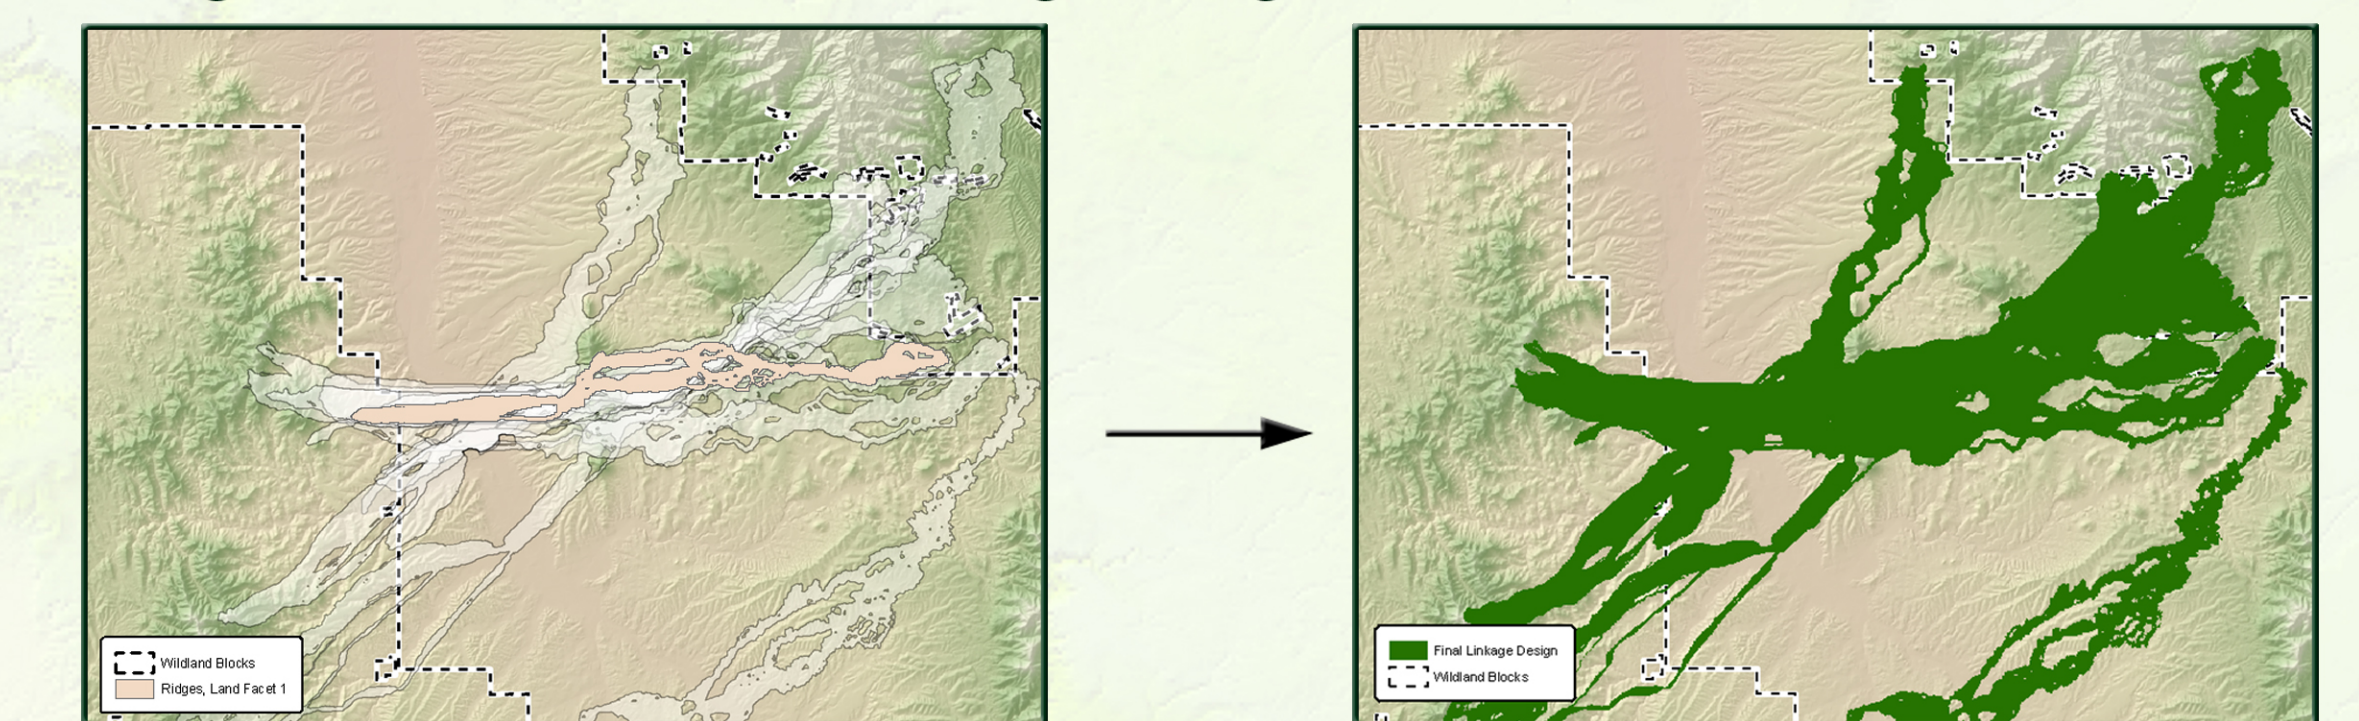 Wildland Blocks
Ridges, Land Facet 1
Final Linkage Design
Wildland Blocks